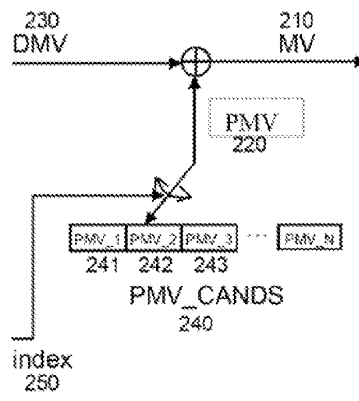 230 210
DMV MV
PMV
220
PMV_1 PMV_2 PMV_3 ... PMV_N
241 242 243
PMV_CANDS
240
index
250